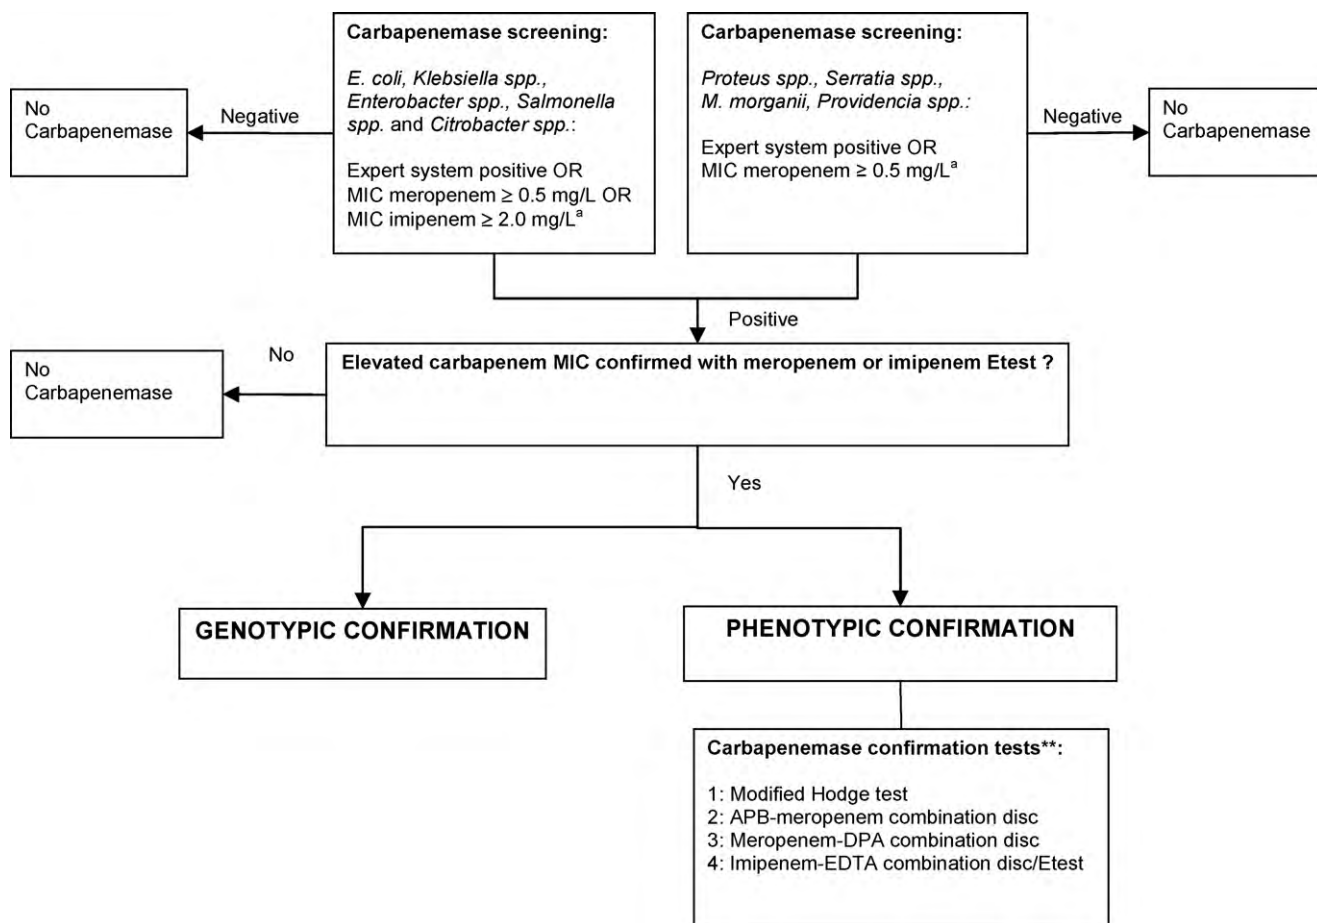 Carbapenemase screening:
E. coli, Klebsiella spp.,
Enterobacter spp., Salmonella
spp. and Citrobacter spp.:
Expert system positive OR
MIC meropenem ≥ 0.5 mg/L OR
MIC imipenem ≥ 2.0 mg/Lᵃ
Carbapenemase screening:
Proteus spp., Serratia spp.,
M. morganii, Providencia spp.:
Expert system positive OR
MIC meropenem ≥ 0.5 mg/Lᵃ
No
Carbapenemase
Negative
Negative
No
Carbapenemase
Positive
No
Carbapenemase
No
Elevated carbapenem MIC confirmed with meropenem or imipenem Etest ?
Yes
GENOTYPIC CONFIRMATION
PHENOTYPIC CONFIRMATION
Carbapenemase confirmation tests**:
1: Modified Hodge test
2: APB-meropenem combination disc
3: Meropenem-DPA combination disc
4: Imipenem-EDTA combination disc/Etest